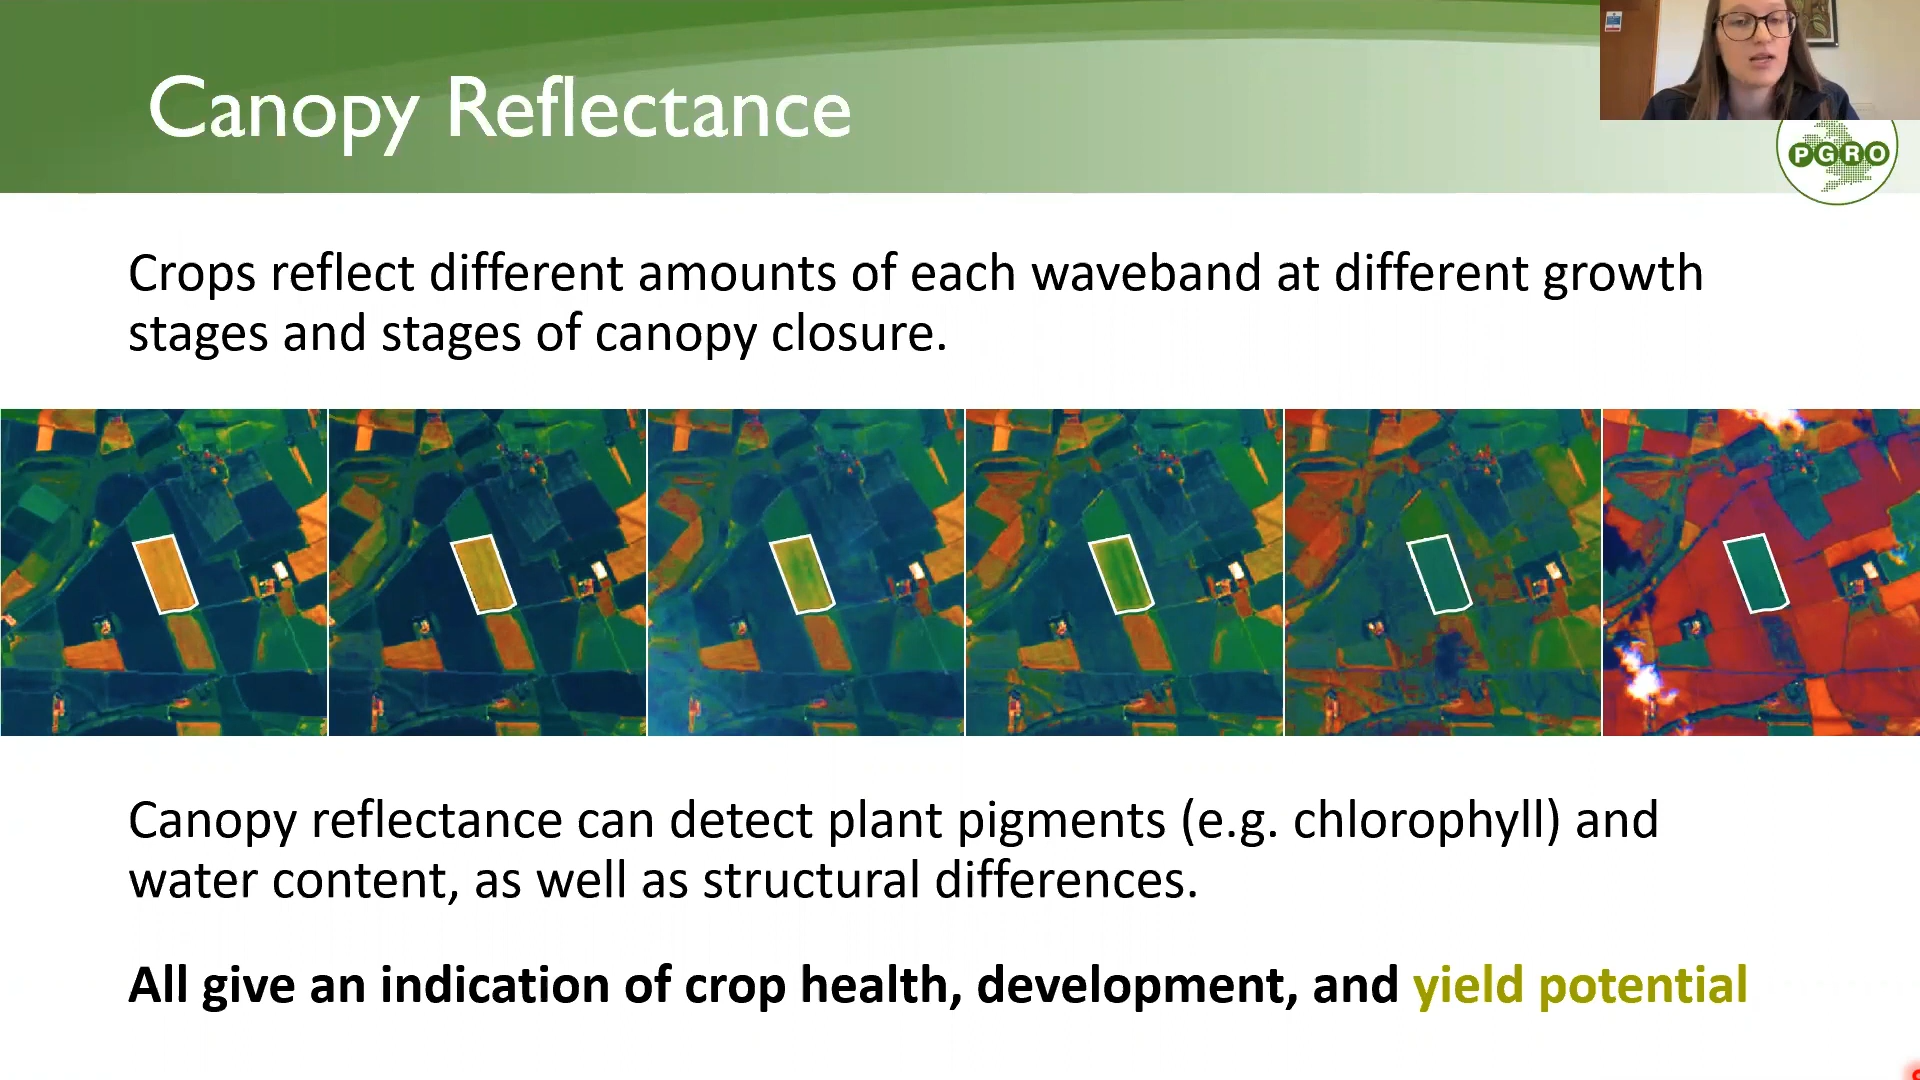 Canopy Reflectance
PGRO
Crops reflect different amounts of each waveband at different growth
stages and stages of canopy closure.
Canopy reflectance can detect plant pigments (e.g. chlorophyll) and
water content, as well as structural differences.
All give an indication of crop health, development, and yield potential